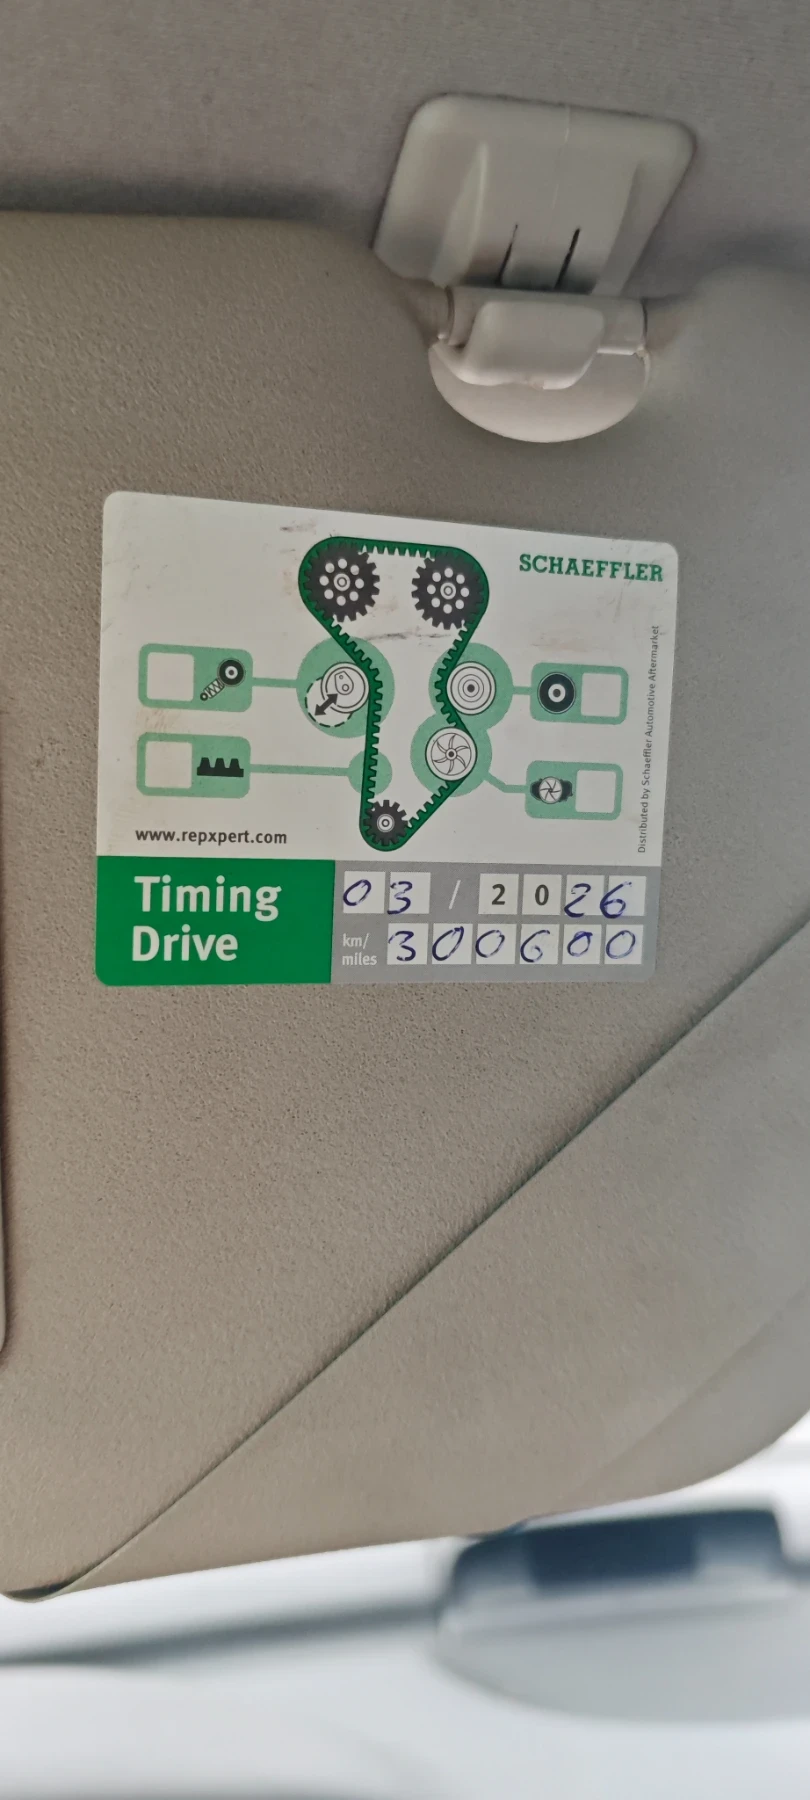 SCHAEFFLER
Distributed by Schaeffler Automotive Aftermarket
www.repxpert.com
Timing Drive
03 / 2026
km/miles 300600